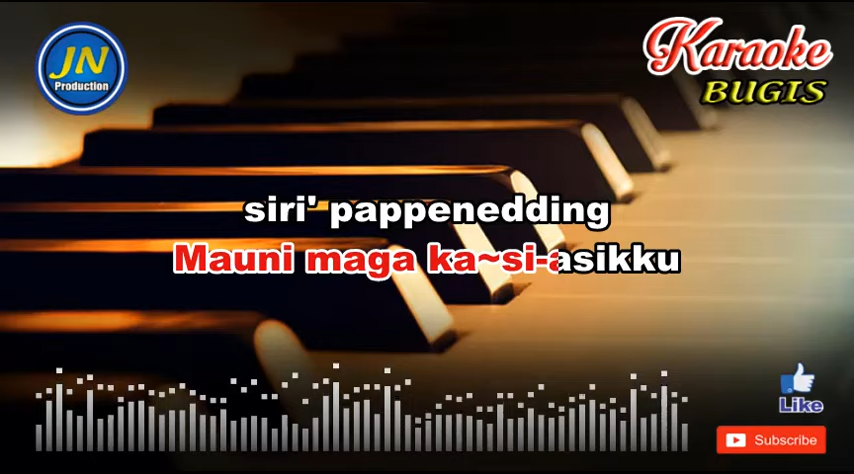 JN
Production
Karaoke
BUGIS
siri' pappenedding
Mauni maga ka~si-asikku
Like
Subscribe